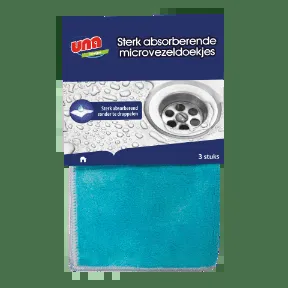 una
Sterk absorberende
microvezeldoekjes
Sterk absorberend
zonder te druppelen
3 stuks